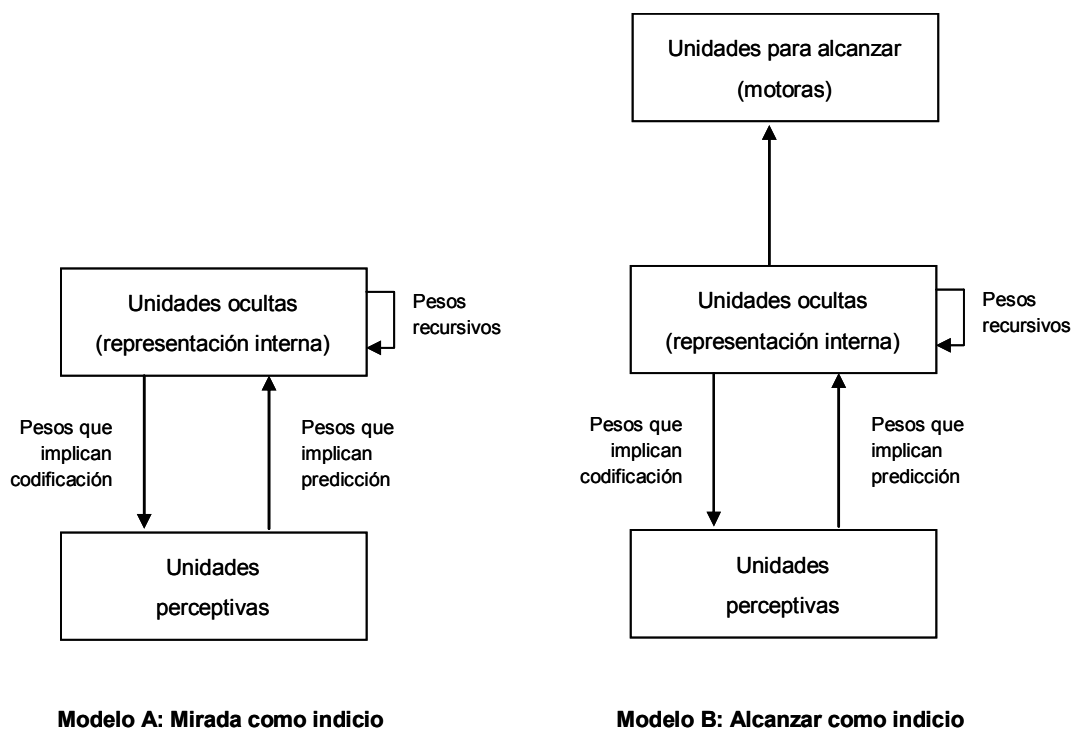 Unidades para alcanzar
(motoras)
Unidades ocultas
(representación interna)
Pesos
recursivos
Pesos que
implican
codificación
Pesos que
implican
predicción
Unidades
perceptivas
Modelo A: Mirada como indicio
Unidades ocultas
(representación interna)
Pesos
recursivos
Pesos que
implican
codificación
Pesos que
implican
predicción
Unidades
perceptivas
Modelo B: Alcanzar como indicio